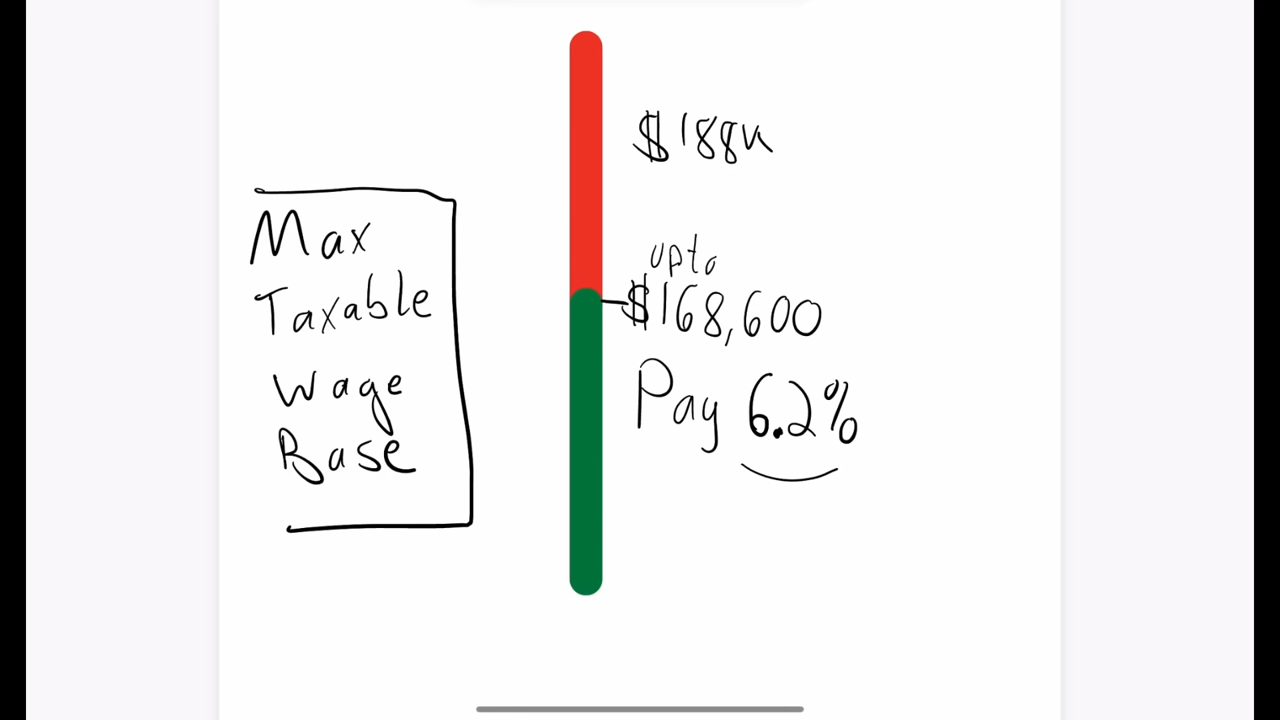 $188K
Max
Taxable
Wage
Base
upto
$168,600
Pay 6.2%